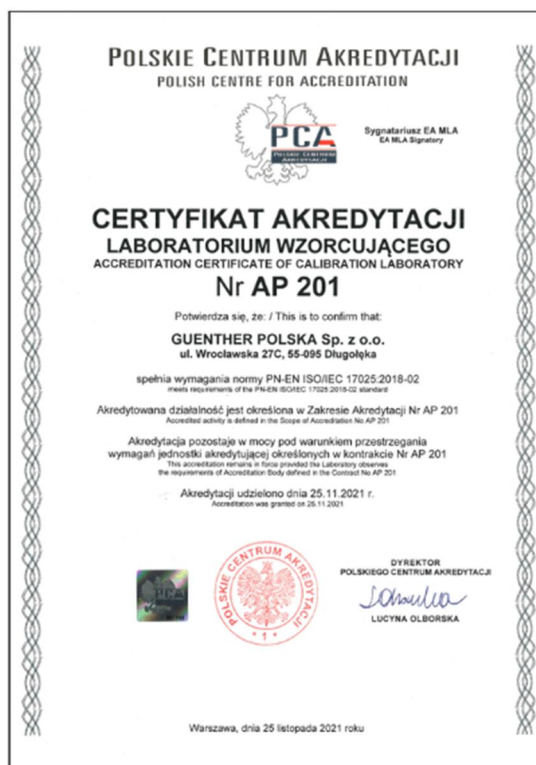 POLSKIE CENTRUM AKREDYTACJI
POLISH CENTRE FOR ACCREDITATION
PCA
POLSKIE CENTRUM
AKREDYTACJI
Sygnatariusz EA MLA
EA MLA Signatory
CERTYFIKAT AKREDYTACJI
LABORATORIUM WZORCUJĄCEGO
ACCREDITATION CERTIFICATE OF CALIBRATION LABORATORY
Nr AP 201
Potwierdza się, że: / This is to confirm that:
GUENTHER POLSKA Sp. z o.o.
ul. Wrocławska 27C, 55-095 Długołęka
spełnia wymagania normy PN-EN ISO/IEC 17025:2018-02
meets requirements of the PN-EN ISO/IEC 17025:2018-02 standard
Akredytowana działalność jest określona w Zakresie Akredytacji Nr AP 201
Accredited activity is defined in the Scope of Accreditation No AP 201
Akredytacja pozostaje w mocy pod warunkiem przestrzegania
wymagań jednostki akredytującej określonych w kontrakcie Nr AP 201
This accreditation remains in force provided the Laboratory observes
the requirements of Accreditation Body defined in the Contract No AP 201
Akredytacji udzielono dnia 25.11.2021 r.
Accreditation was granted on 25.11.2021
PCA
POLSKIE CENTRUM AKREDYTACJI
* 1 *
DYREKTOR
POLSKIEGO CENTRUM AKREDYTACJI
LUCYNA OLBORSKA
Warszawa, dnia 25 listopada 2021 roku